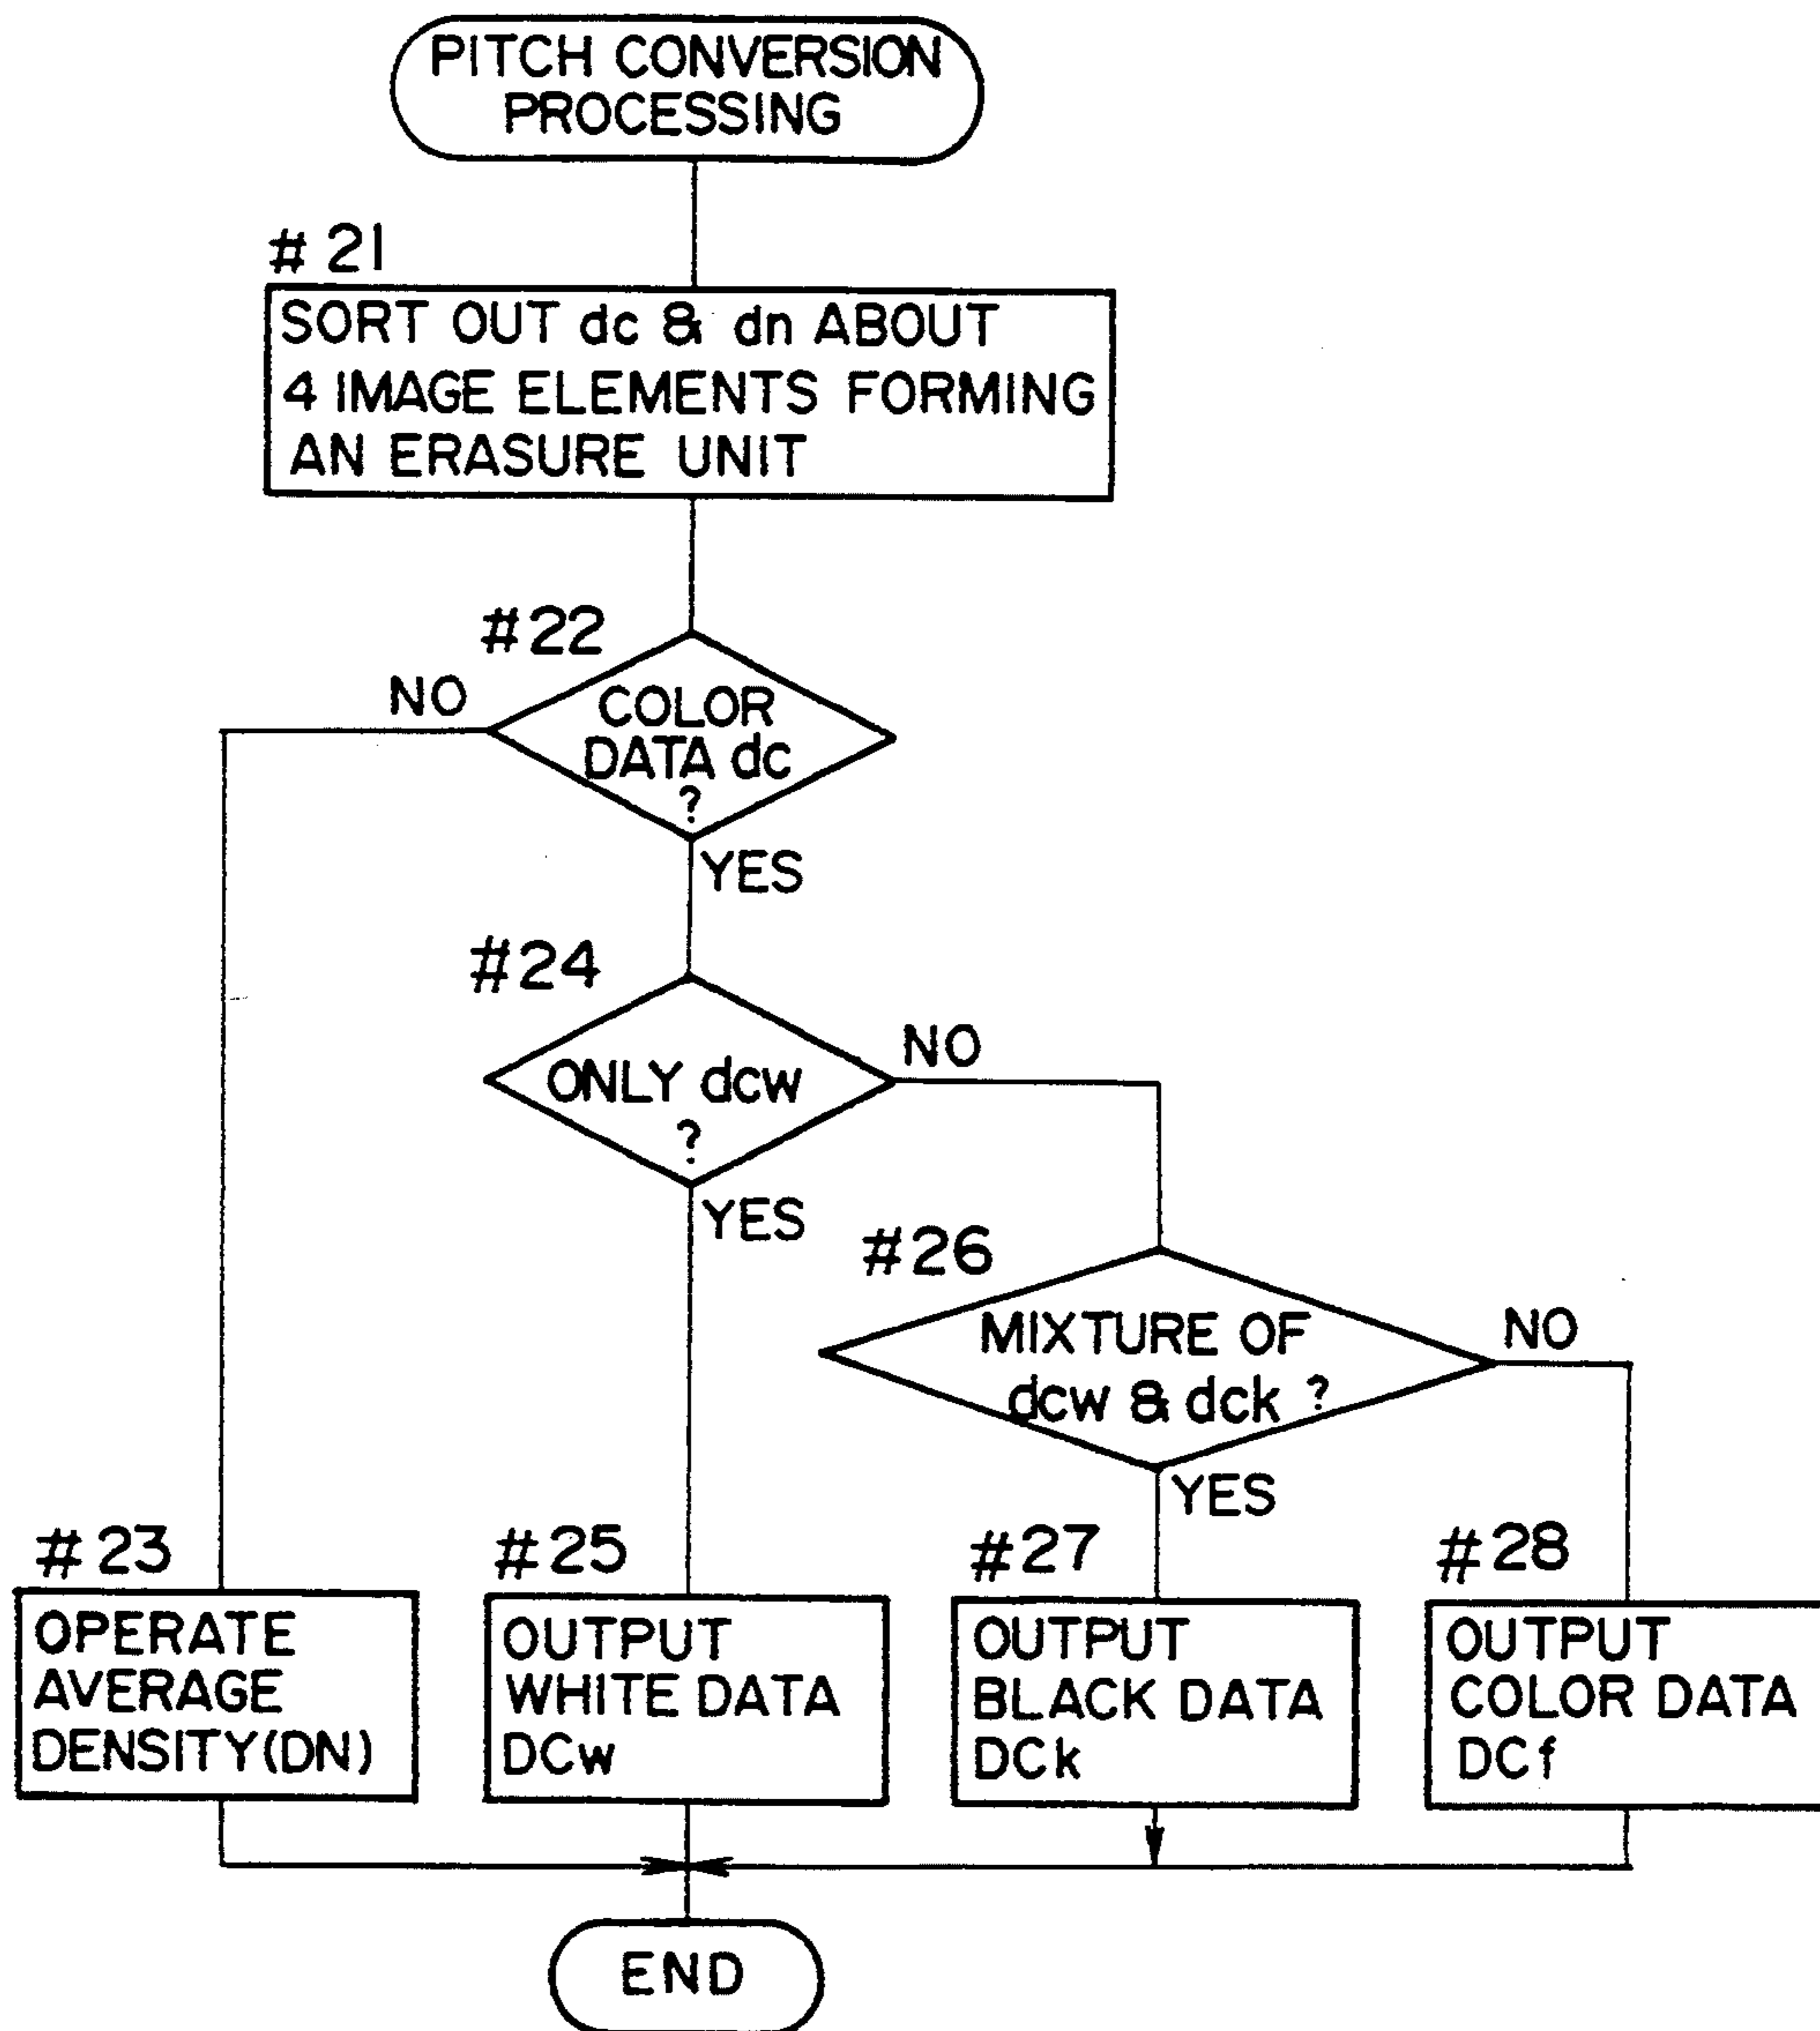 PITCH CONVERSION
PROCESSING
# 21
SORT OUT dc & dn ABOUT
4 IMAGE ELEMENTS FORMING
AN ERASURE UNIT
#22
NO
COLOR
DATA dc
?
YES
#24
NO
ONLY dcw
?
YES
#26
MIXTURE OF
dcw & dck ?
NO
YES
# 23
OPERATE
AVERAGE
DENSITY(DN)
#25
OUTPUT
WHITE DATA
DCw
#27
OUTPUT
BLACK DATA
DCk
#28
OUTPUT
COLOR DATA
DCf
END